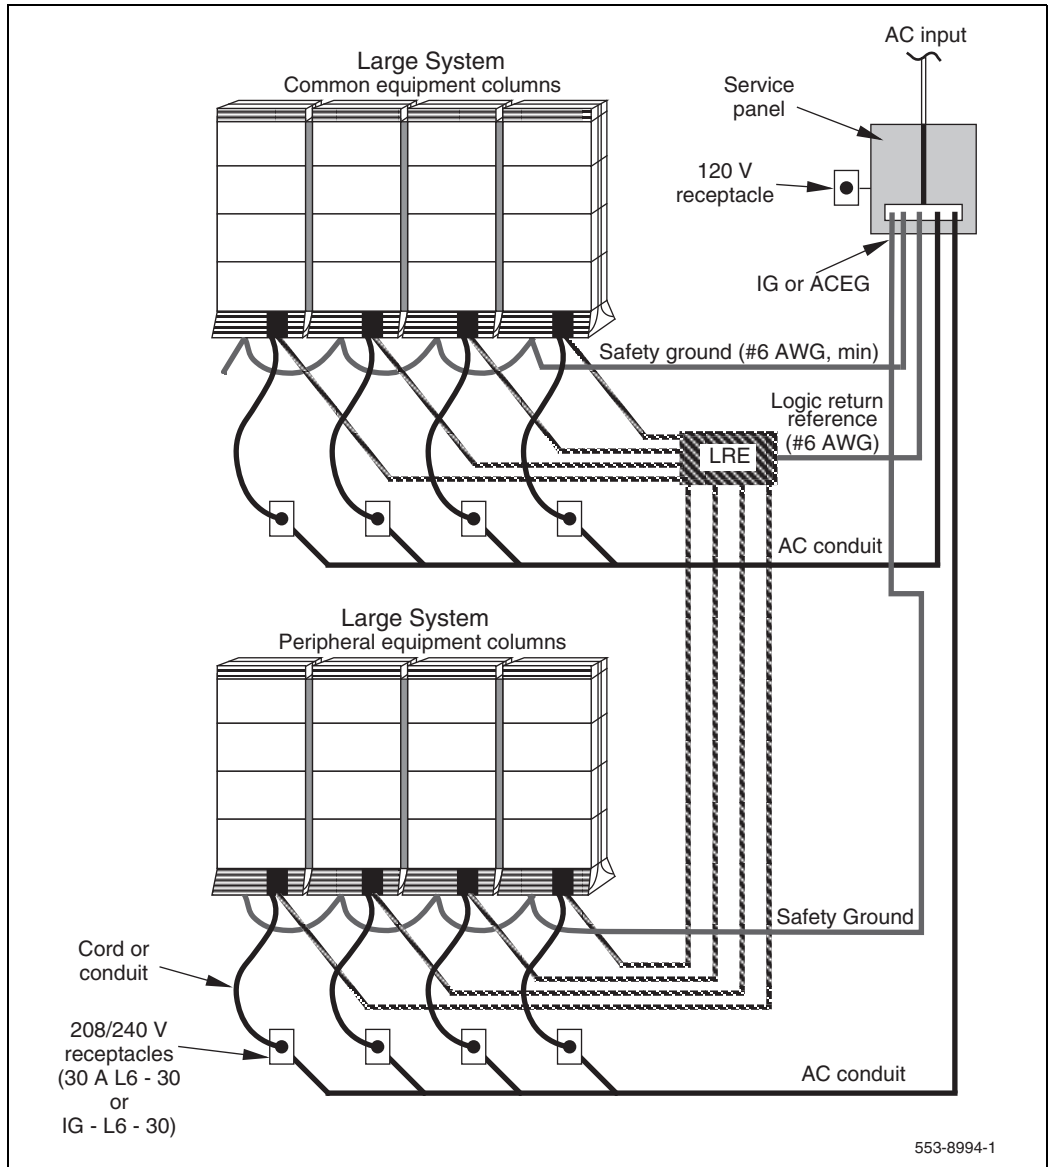 AC input
Large System
Common equipment columns
Service
panel
120 V
receptacle
IG or ACEG
Safety ground (#6 AWG, min)
Logic return
reference
(#6 AWG)
LRE
AC conduit
Large System
Peripheral equipment columns
Safety Ground
Cord or
conduit
208/240 V
receptacles
(30 A L6 - 30
or
IG - L6 - 30)
AC conduit
553-8994-1